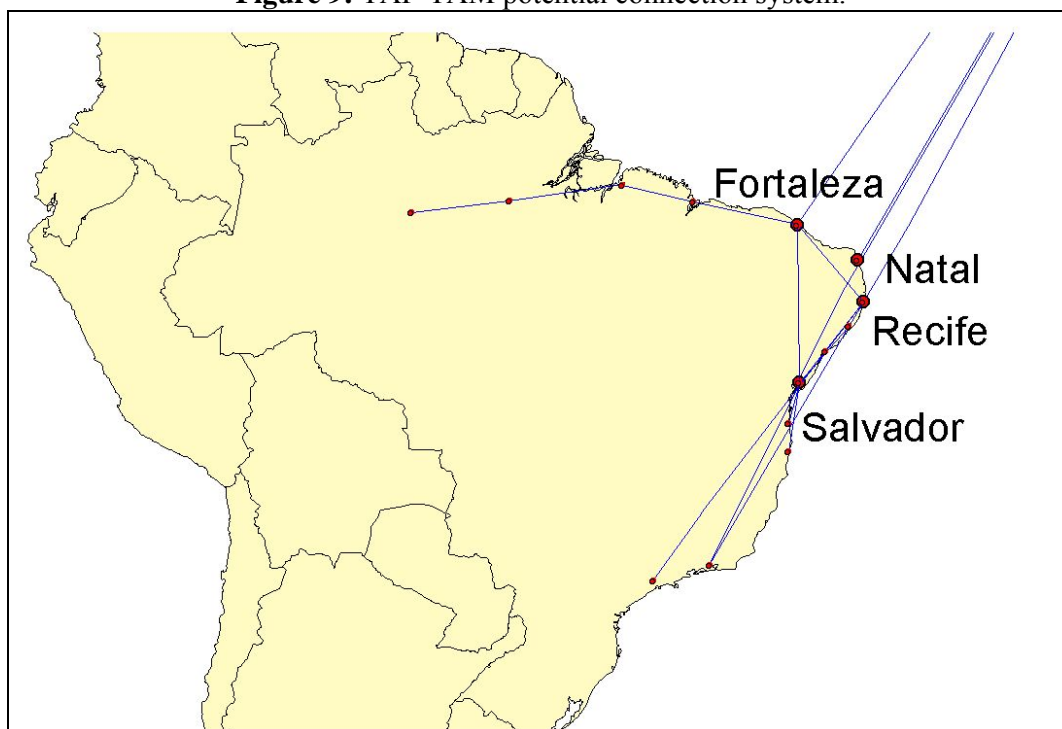 Figure 9: TAP-TAM potential connection system.
Fortaleza
Natal
Recife
Salvador